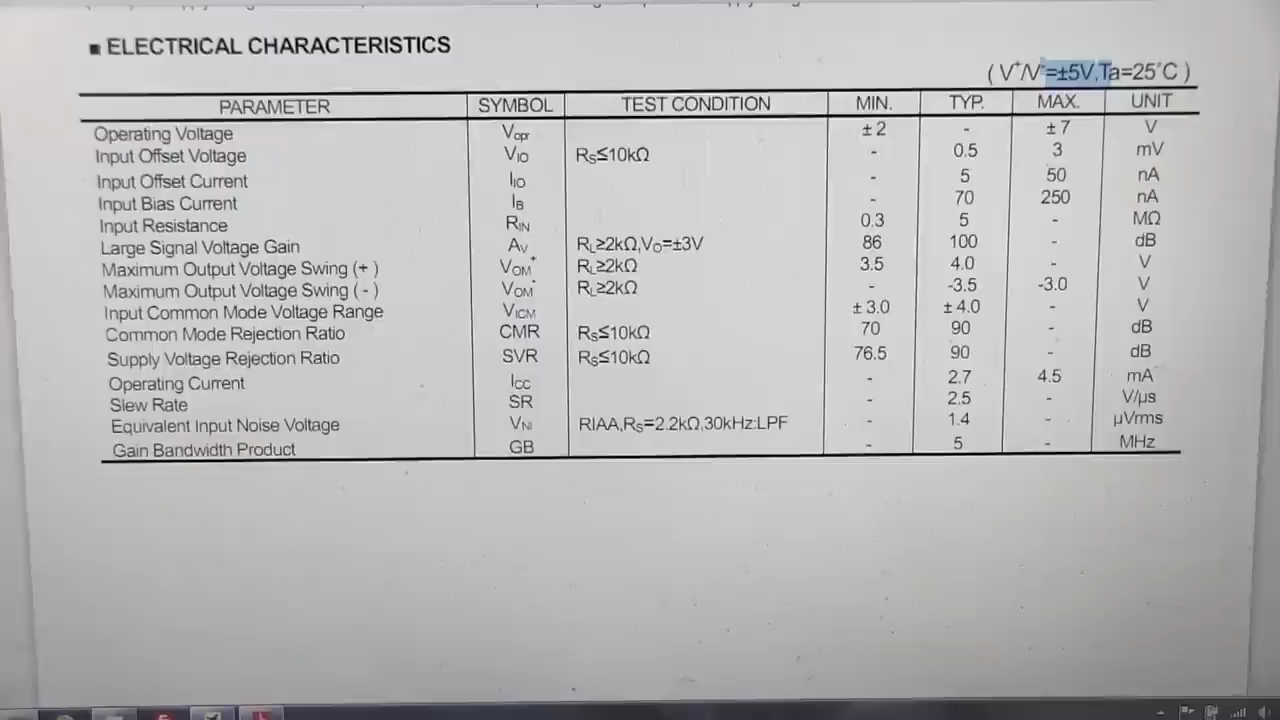 ■ ELECTRICAL CHARACTERISTICS
( V⁺/V⁻=±5V,Ta=25˚C )
PARAMETER SYMBOL TEST CONDITION MIN. TYP. MAX. UNIT
Operating Voltage Vopr ±2 - ±7 V
Input Offset Voltage VIO RS≤10kΩ - 0.5 3 mV
Input Offset Current IIO - 5 50 nA
Input Bias Current IB - 70 250 nA
Input Resistance RIN 0.3 5 - MΩ
Large Signal Voltage Gain AV RL≥2kΩ,VO=±3V 86 100 - dB
Maximum Output Voltage Swing (+) VOM⁺ RL≥2kΩ 3.5 4.0 - V
Maximum Output Voltage Swing (-) VOM⁻ RL≥2kΩ - -3.5 -3.0 V
Input Common Mode Voltage Range VICM ±3.0 ±4.0 - V
Common Mode Rejection Ratio CMR RS≤10kΩ 70 90 - dB
Supply Voltage Rejection Ratio SVR RS≤10kΩ 76.5 90 - dB
Operating Current ICC - 2.7 4.5 mA
Slew Rate SR - 2.5 - V/µs
Equivalent Input Noise Voltage VNI RIAA,RS=2.2kΩ,30kHz:LPF - 1.4 - µVrms
Gain Bandwidth Product GB - 5 - MHz